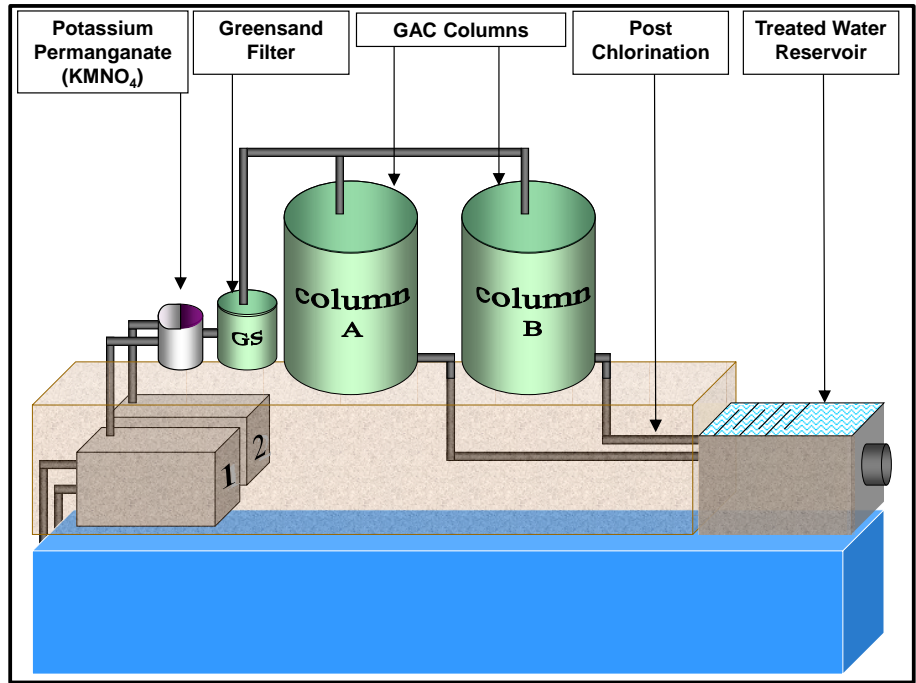 Potassium
Permanganate
(KMNO₄)
Greensand
Filter
GAC Columns
Post
Chlorination
Treated Water
Reservoir
column
A
column
B
GS
1
2